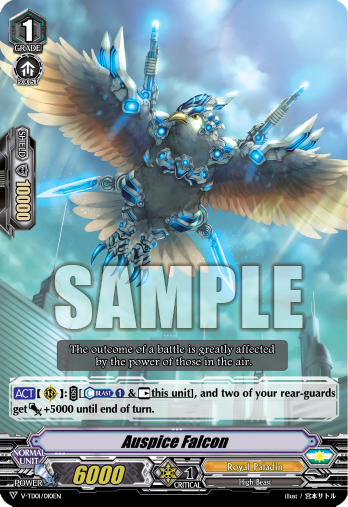 1
GRADE
BOOST
SHIELD 10000
SAMPLE
The outcome of a battle is greatly affected
by the power of those in the air.
ACT【】:[BLAST 1 & this unit], and two of your rear-guards
get +5000 until end of turn.
Auspice Falcon
NORMAL
UNIT
POWER 6000
1
CRITICAL
Royal Paladin
High Beast
V-TD01/010EN
illust / 宮本サトル